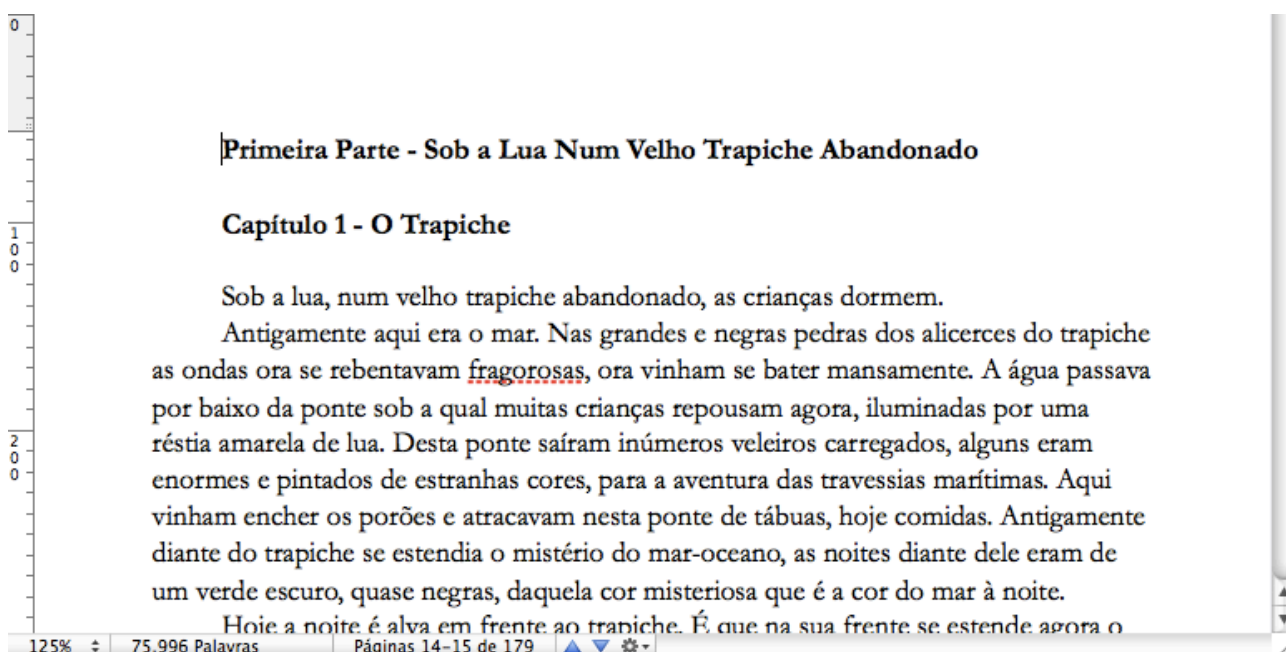 0
Primeira Parte - Sob a Lua Num Velho Trapiche Abandonado
100
Capítulo 1 - O Trapiche
Sob a lua, num velho trapiche abandonado, as crianças dormem.
Antigamente aqui era o mar. Nas grandes e negras pedras dos alicerces do trapiche
as ondas ora se rebentavam fragorosas, ora vinham se bater mansamente. A água passava
por baixo da ponte sob a qual muitas crianças repousam agora, iluminadas por uma
200
réstia amarela de lua. Desta ponte saíram inúmeros veleiros carregados, alguns eram
enormes e pintados de estranhas cores, para a aventura das travessias marítimas. Aqui
vinham encher os porões e atracavam nesta ponte de tábuas, hoje comidas. Antigamente
diante do trapiche se estendia o mistério do mar-oceano, as noites diante dele eram de
um verde escuro, quase negras, daquela cor misteriosa que é a cor do mar à noite.
Hoje a noite é alva em frente ao trapiche. É que na sua frente se estende agora o
125% 75.996 Palavras Páginas 14-15 de 179